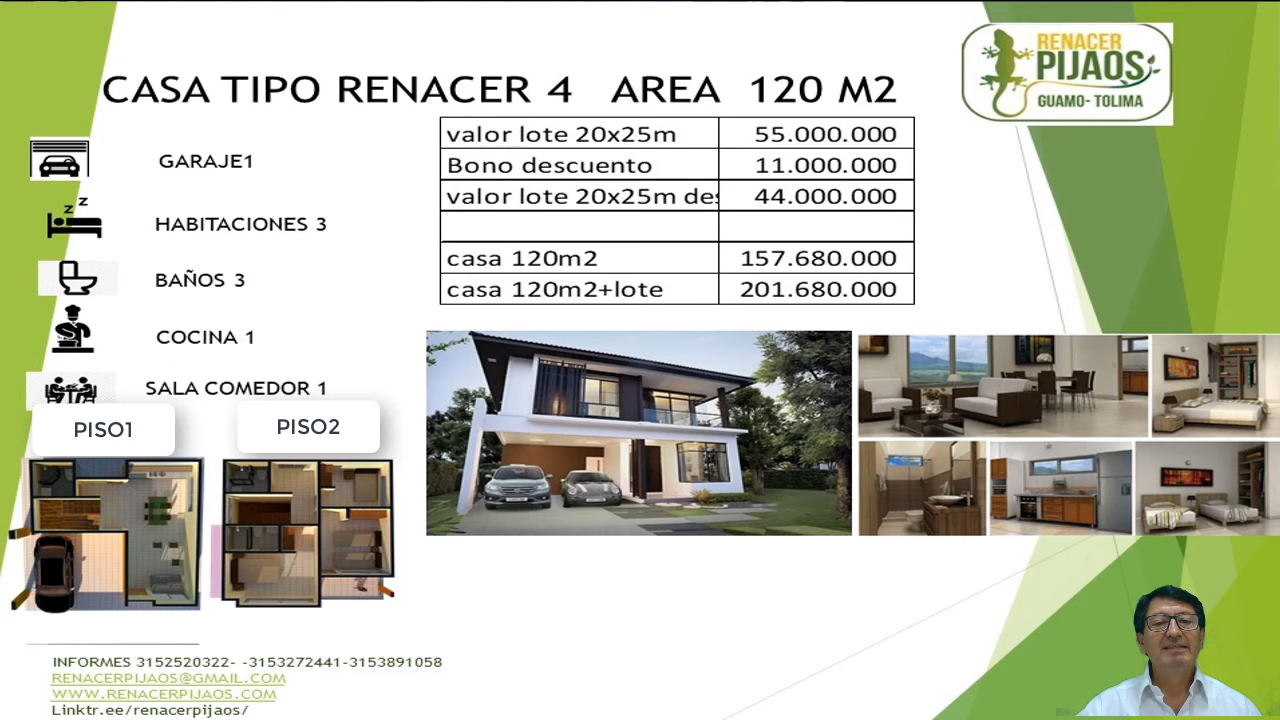 RENACER
PIJAOS
GUAMO- TOLIMA
CASA TIPO RENACER 4 AREA 120 M2
valor lote 20x25m 55.000.000
Bono descuento 11.000.000
valor lote 20x25m des 44.000.000
casa 120m2 157.680.000
casa 120m2+lote 201.680.000
GARAJE1
z z
HABITACIONES 3
BAÑOS 3
COCINA 1
SALA COMEDOR 1
PISO1
PISO2
INFORMES 3152520322- -3153272441-3153891058
RENACERPIJAOS@GMAIL.COM
WWW.RENACERPIJAOS.COM
Linktr.ee/renacerpijaos/